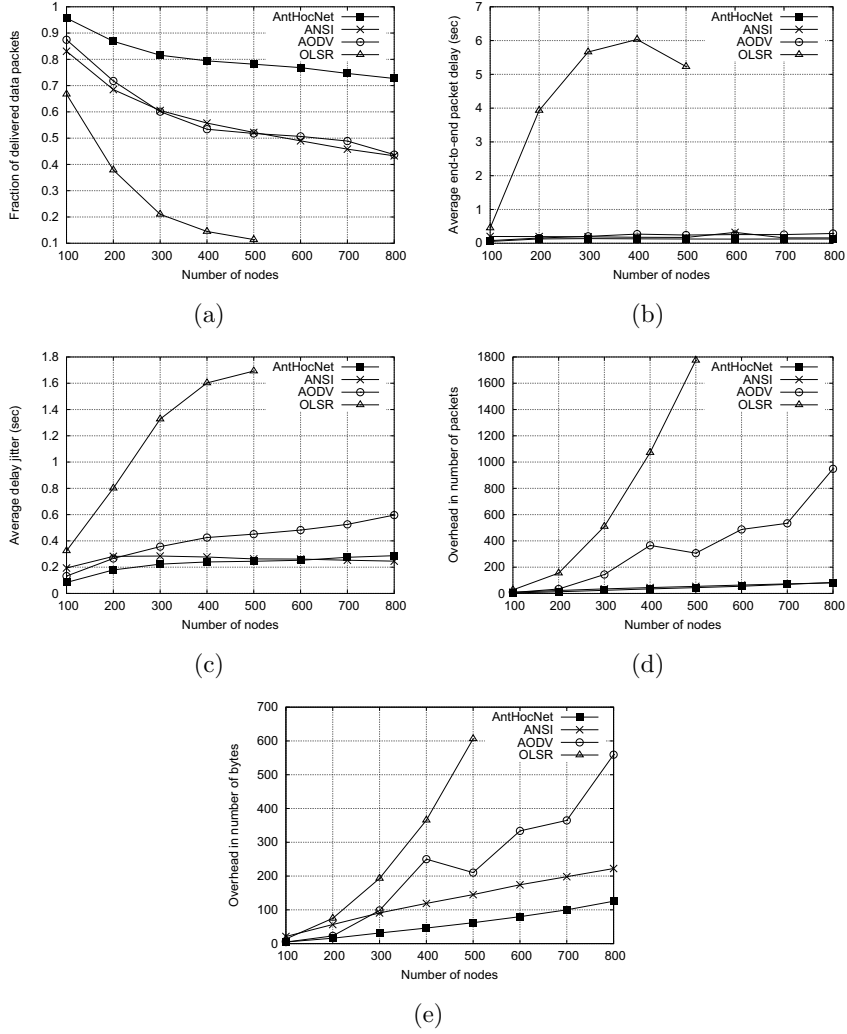 Fraction of delivered data packets
1
0.9
0.8
0.7
0.6
0.5
0.4
0.3
0.2
0.1
100 200 300 400 500 600 700 800
Number of nodes
AntHocNet
ANSI
AODV
OLSR
(a)
Average end-to-end packet delay (sec)
7
6
5
4
3
2
1
0
100 200 300 400 500 600 700 800
Number of nodes
AntHocNet
ANSI
AODV
OLSR
(b)
Average delay jitter (sec)
1.8
1.6
1.4
1.2
1
0.8
0.6
0.4
0.2
0
100 200 300 400 500 600 700 800
Number of nodes
AntHocNet
ANSI
AODV
OLSR
(c)
Overhead in number of packets
1800
1600
1400
1200
1000
800
600
400
200
0
100 200 300 400 500 600 700 800
Number of nodes
AntHocNet
ANSI
AODV
OLSR
(d)
Overhead in number of bytes
700
600
500
400
300
200
100
0
100 200 300 400 500 600 700 800
Number of nodes
AntHocNet
ANSI
AODV
OLSR
(e)